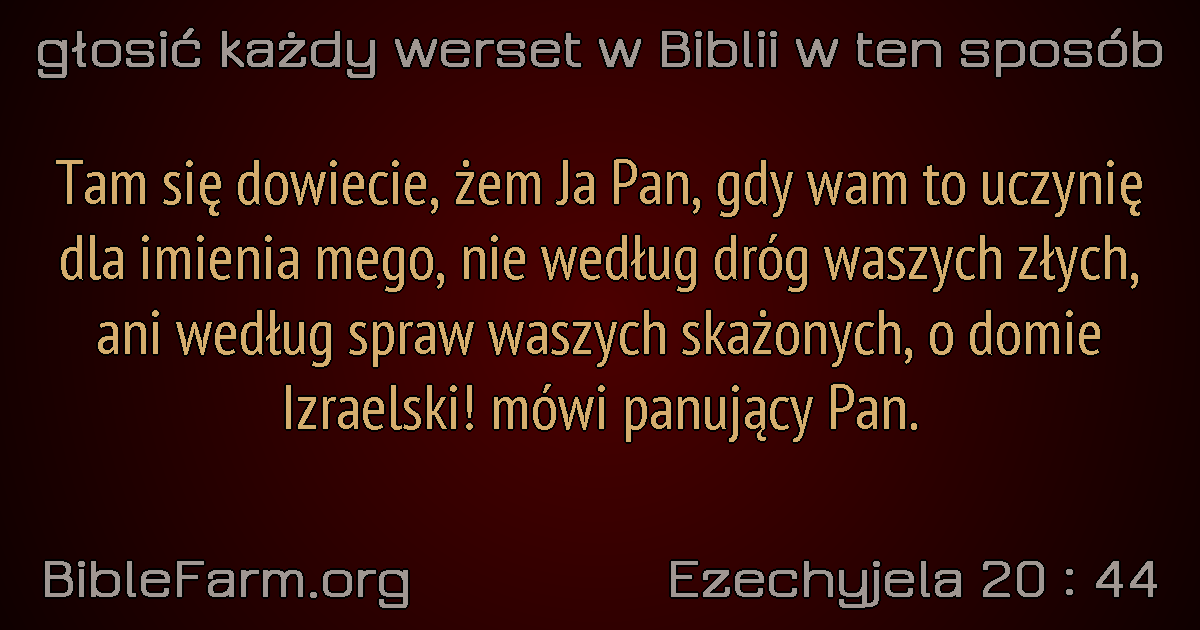 głosić każdy werset w Biblii w ten sposób
Tam się dowiecie, żem Ja Pan, gdy wam to uczynię
dla imienia mego, nie według dróg waszych złych,
ani według spraw waszych skażonych, o domie
Izraelski! mówi panujący Pan.
BibleFarm.org
Ezechyjela 20 : 44